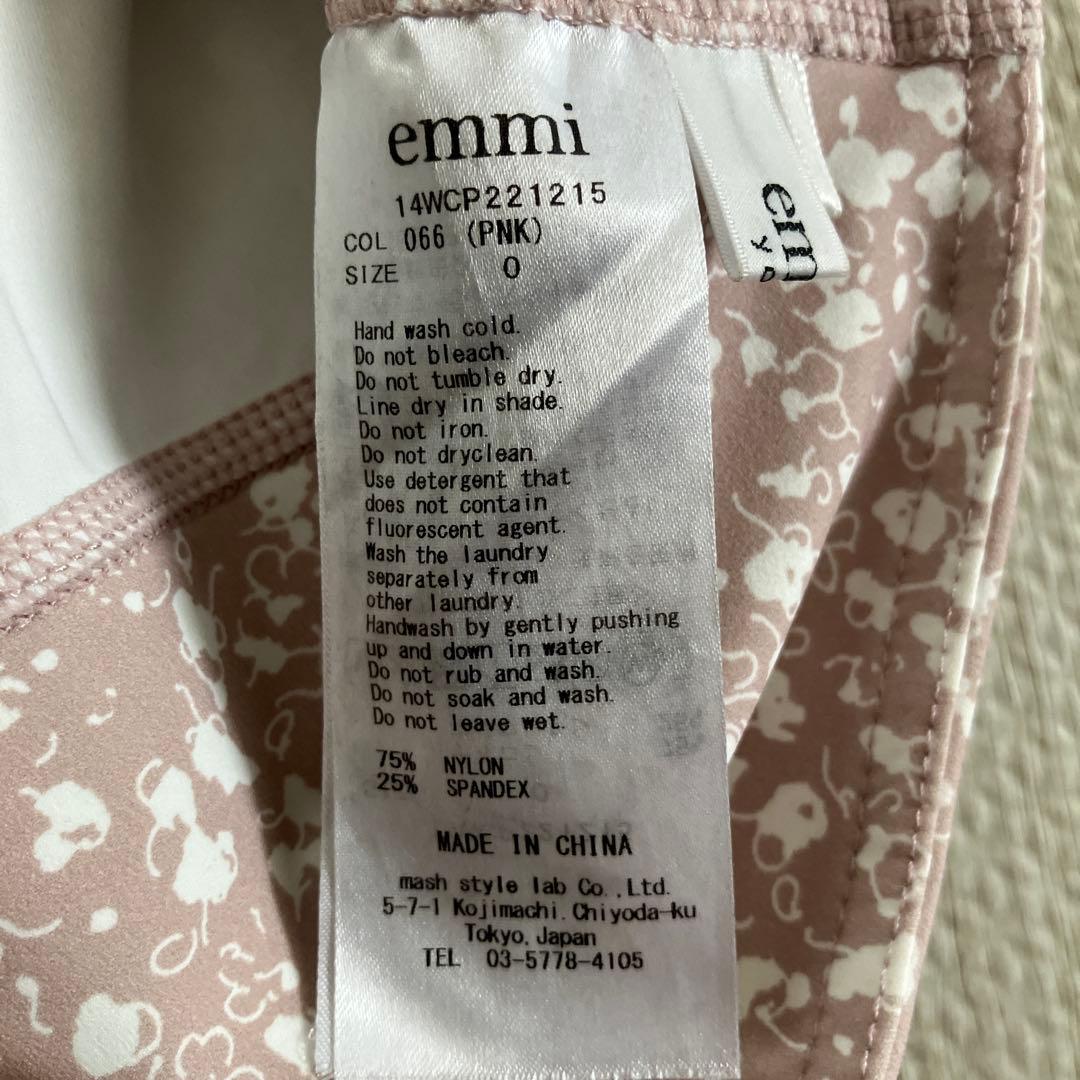 emmi
14WCP221215
COL 066 (PNK)
SIZE 0
Hand wash cold.
Do not bleach.
Do not tumble dry.
Line dry in shade.
Do not iron.
Do not dryclean.
Use detergent that
does not contain
fluorescent agent.
Wash the laundry
separately from
other laundry.
Handwash by gently pushing
up and down in water.
Do not rub and wash.
Do not soak and wash.
Do not leave wet.
75% NYLON
25% SPANDEX
MADE IN CHINA
mash style lab Co.,Ltd.
5-7-1 Kojimachi.Chiyoda-ku
Tokyo,Japan
TEL 03-5778-4105